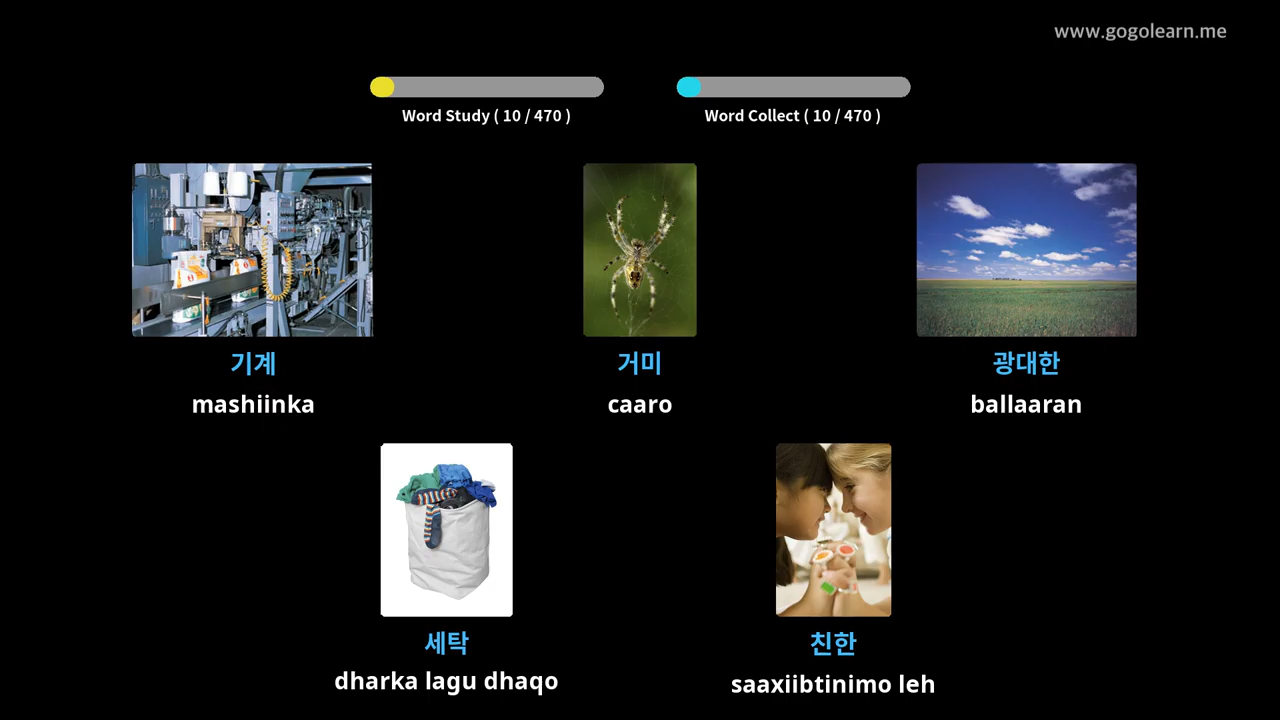 www.gogolearn.me
Word Study ( 10 / 470 )
Word Collect ( 10 / 470 )
기계
거미
광대한
mashiinka
caaro
ballaaran
세탁
친한
dharka lagu dhaqo
saaxiibtinimo leh